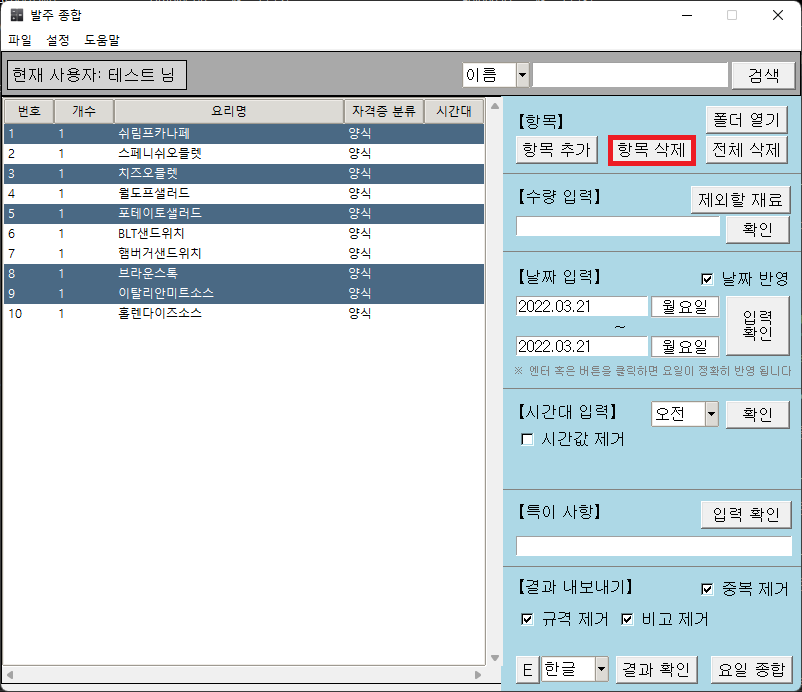 발주 종합
파일 설정 도움말
현재 사용자: 테스트 님
이름
검색
번호 개수 요리명 자격증 분류 시간대
1 1 쉬림프카나페 양식
2 1 스페니쉬오믈렛 양식
3 1 치즈오믈렛 양식
4 1 월도프샐러드 양식
5 1 포테이토샐러드 양식
6 1 BLT샌드위치 양식
7 1 햄버거샌드위치 양식
8 1 브라운스톡 양식
9 1 이탈리안미트소스 양식
10 1 홀렌다이즈소스 양식
【항목】 폴더 열기
항목 추가 항목 삭제 전체 삭제
【수량 입력】 제외할 재료
확인
【날짜 입력】 날짜 반영
2022.03.21 월요일
~
입력
확인
2022.03.21 월요일
※ 엔터 혹은 버튼을 클릭하면 요일이 정확히 반영 됩니다
【시간대 입력】 오전 확인
시간값 제거
【특이 사항】 입력 확인
【결과 내보내기】 중복 제거
규격 제거 비고 제거
E 한글 결과 확인 요일 종합